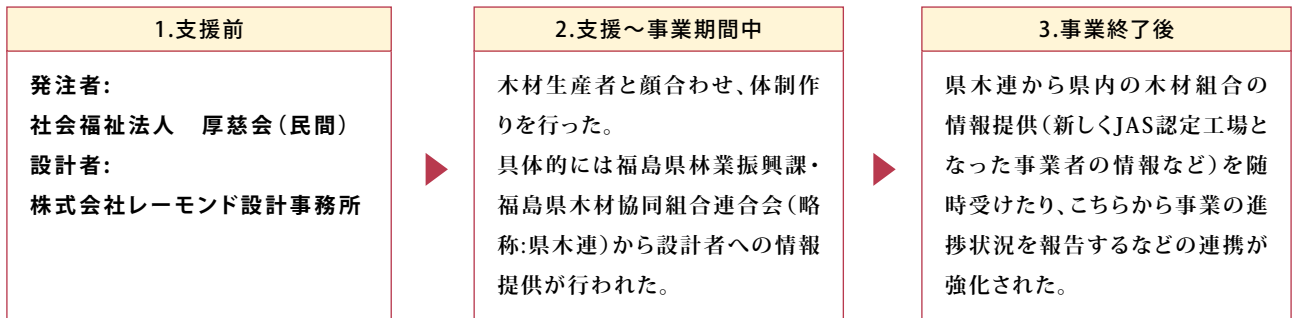 1.支援前
発注者:
社会福祉法人　厚慈会(民間)
設計者:
株式会社レーモンド設計事務所
2.支援～事業期間中
木材生産者と顔合わせ、体制作
りを行った。
具体的には福島県林業振興課・
福島県木材協同組合連合会(略
称:県木連)から設計者への情報
提供が行われた。
3.事業終了後
県木連から県内の木材組合の
情報提供(新しくJAS認定工場と
なった事業者の情報など)を随
時受けたり、こちらから事業の進
捗状況を報告するなどの連携が
強化された。